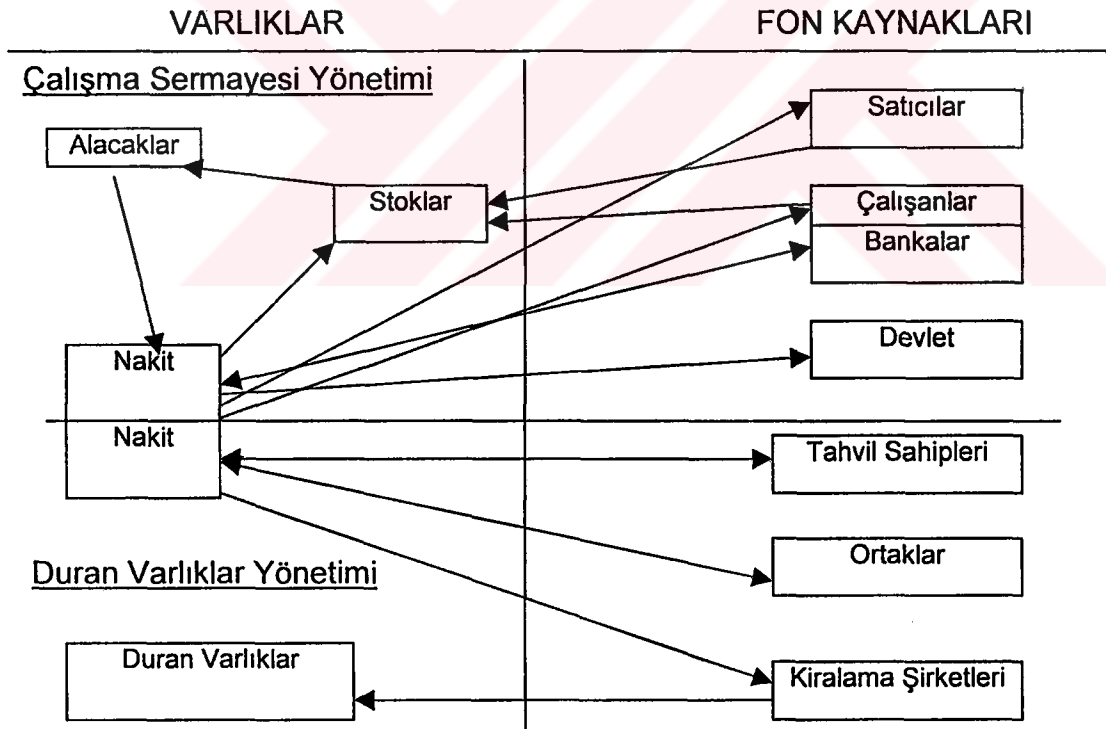 VARLIKLAR
FON KAYNAKLARI
Çalışma Sermayesi Yönetimi
Alacaklar
Stoklar
Nakit
Nakit
Duran Varlıklar Yönetimi
Duran Varlıklar
Satıcılar
Çalışanlar
Bankalar
Devlet
Tahvil Sahipleri
Ortaklar
Kiralama Şirketleri